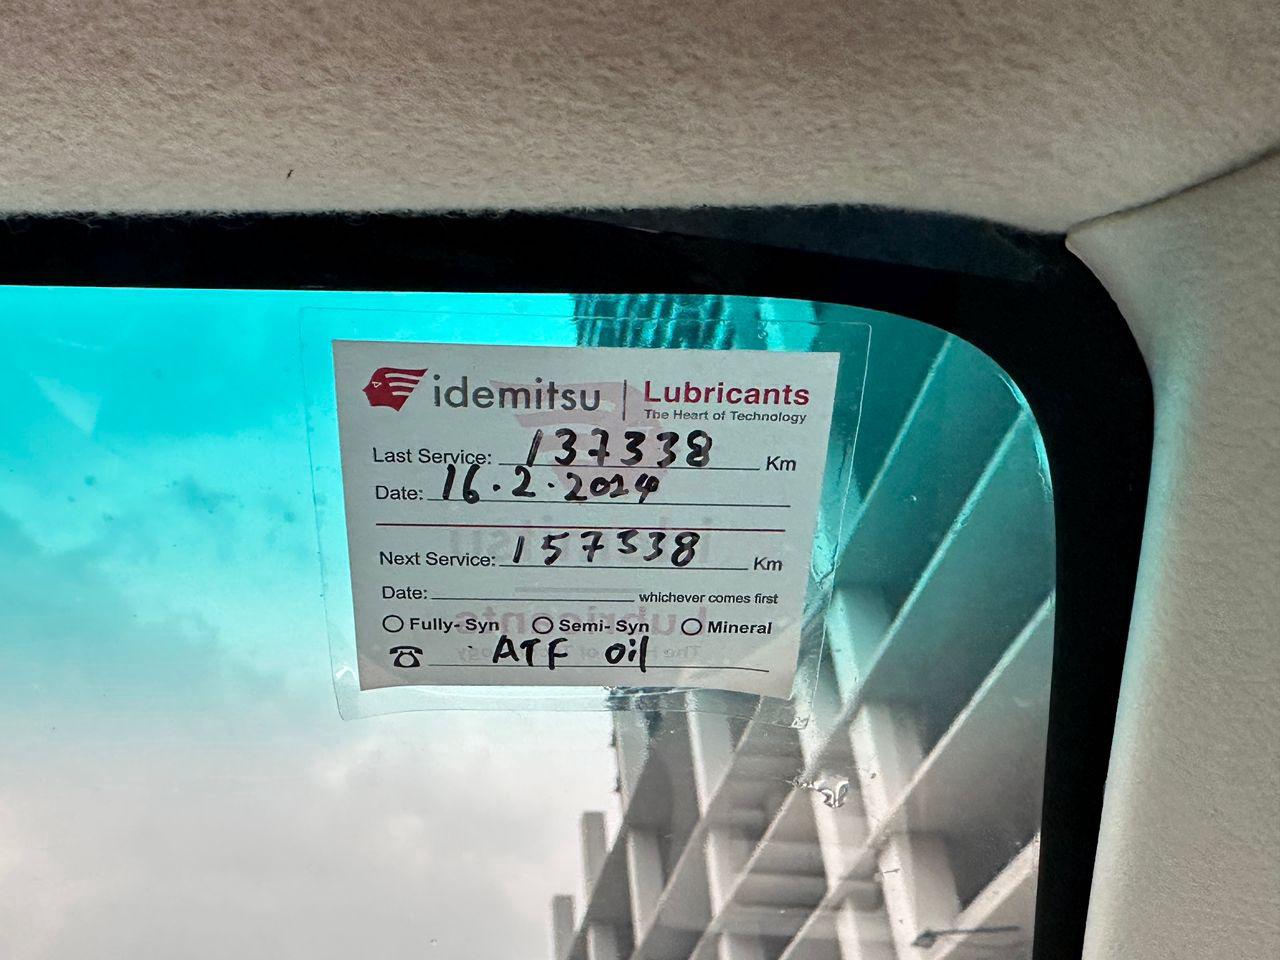 idemitsu | Lubricants
The Heart of Technology
Last Service: 137338 Km
Date: 16.2.2024
Next Service: 157338 Km
Date: whichever comes first
Fully- Syn Semi- Syn Mineral
ATF oil